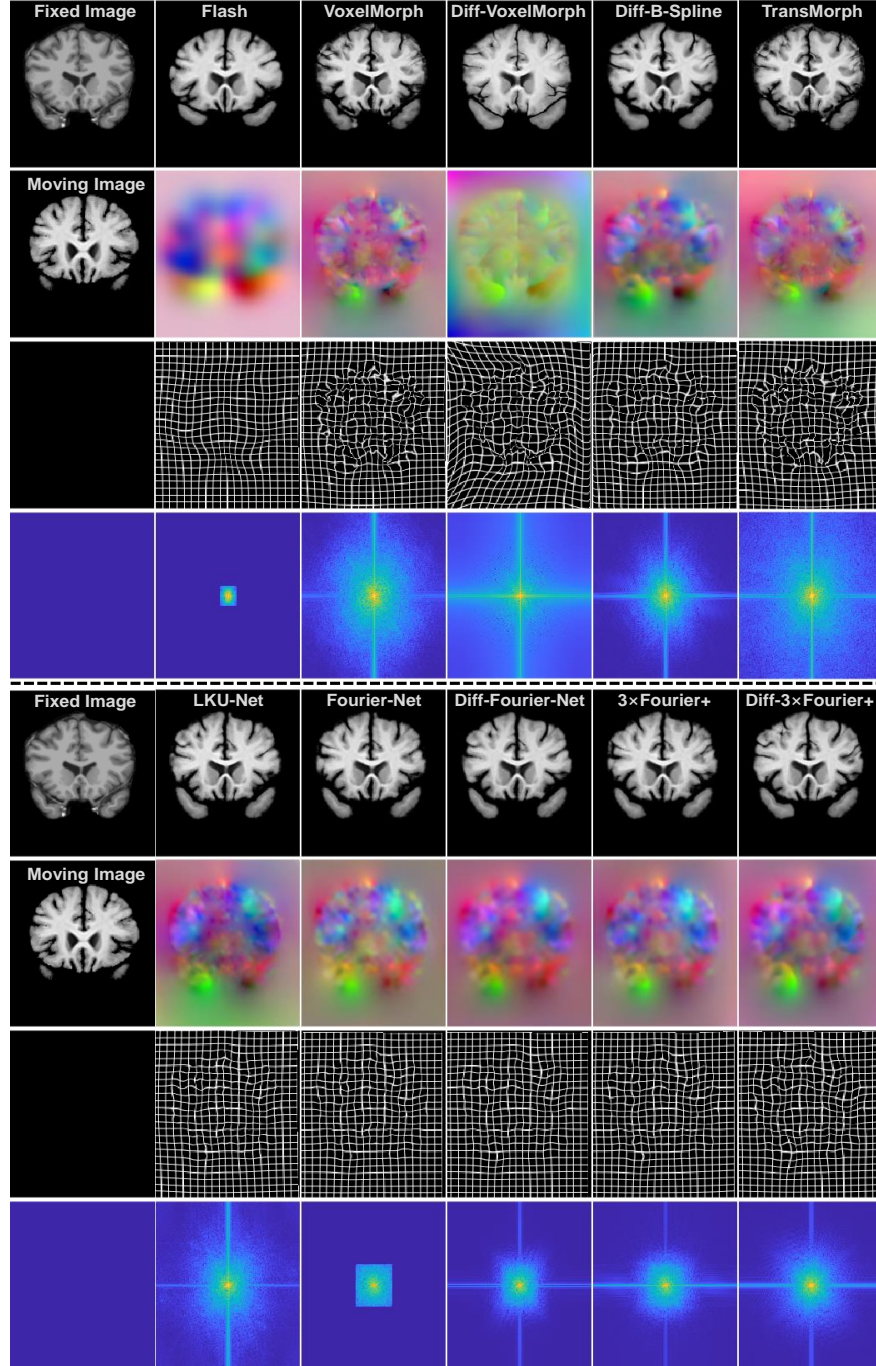 Fixed Image Flash VoxelMorph Diff-VoxelMorph Diff-B-Spline TransMorph
Moving Image
Fixed Image LKU-Net Fourier-Net Diff-Fourier-Net 3×Fourier+ Diff-3×Fourier+
Moving Image